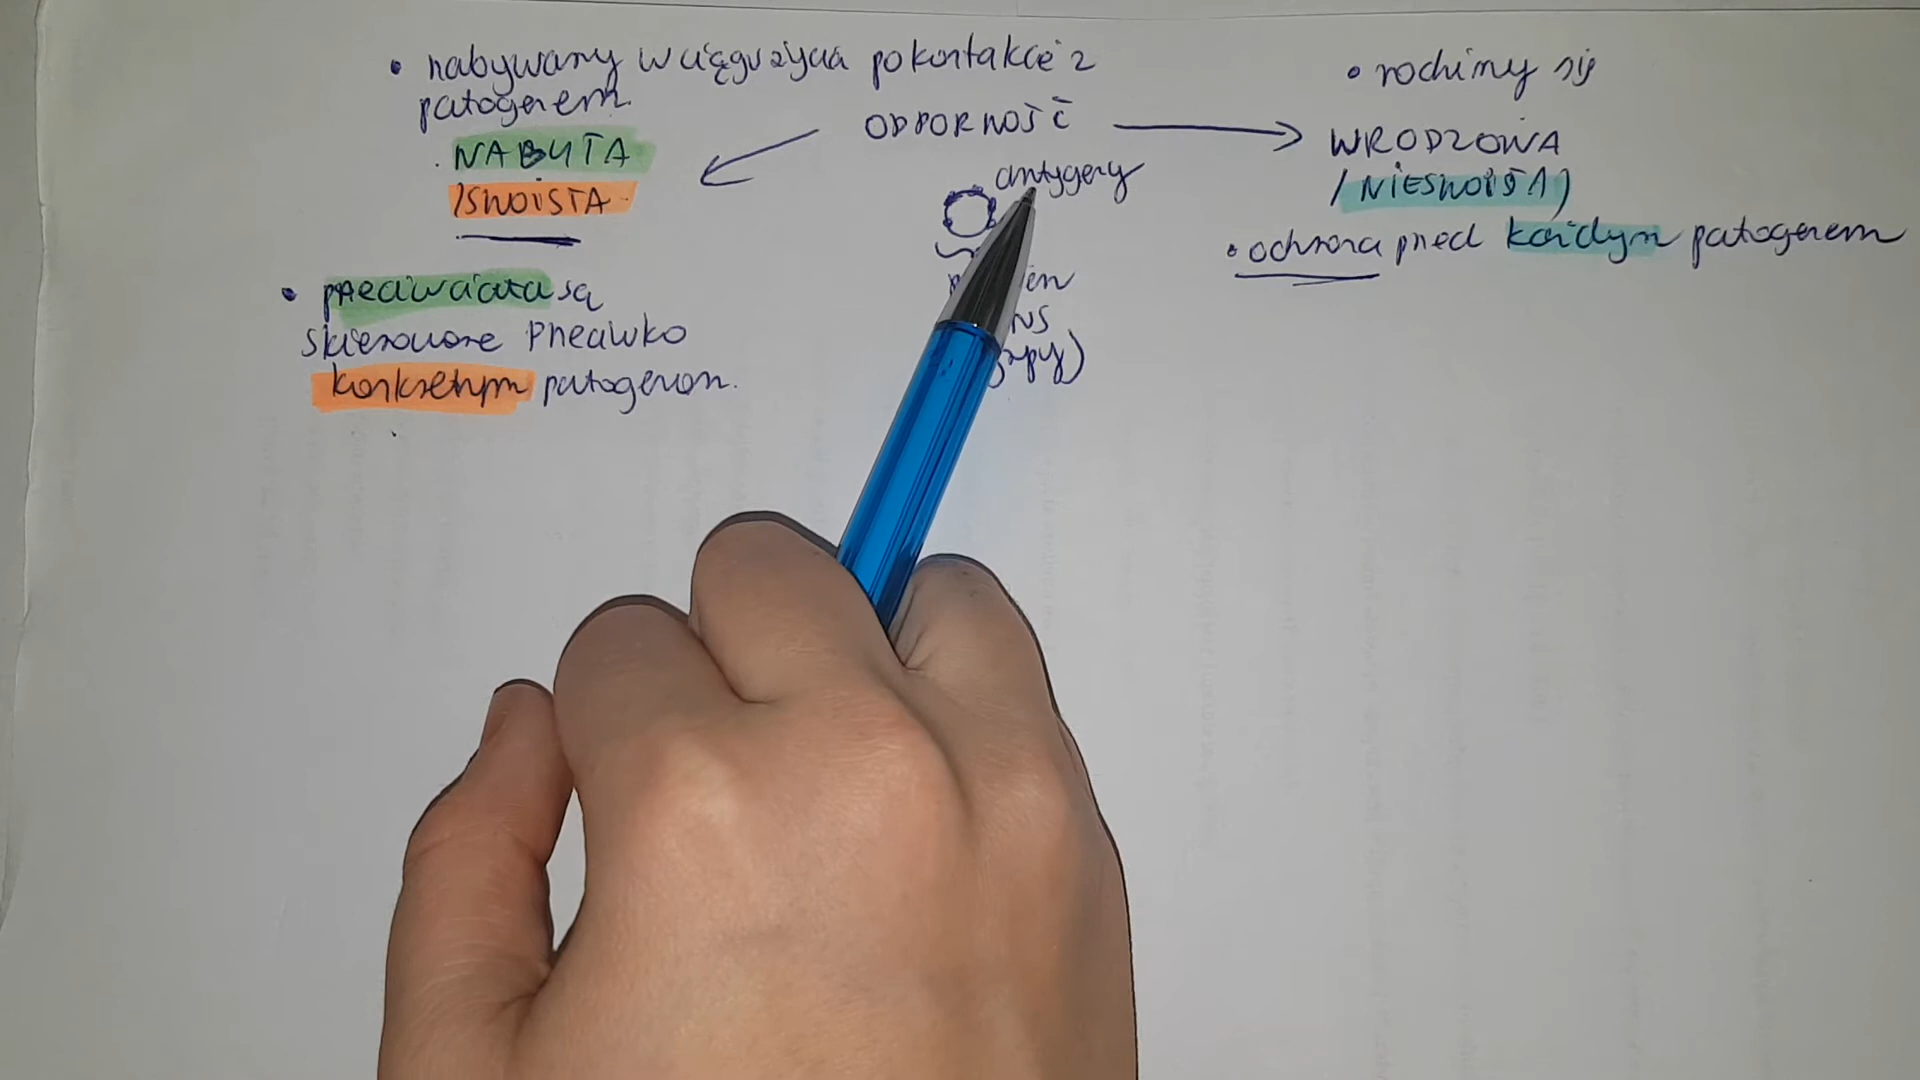 • nabywamy w ciągu życia po kontakcie z
patogenem.
ODPORNOŚĆ
NABYTA
/SWOISTA
• przeciwciała są
skierowane przeciwko
konkretnym patogenom.
antygeny
• rodzimy się
WRODZONA
/NIESWOISTA)
• ochrona przed każdym patogenem